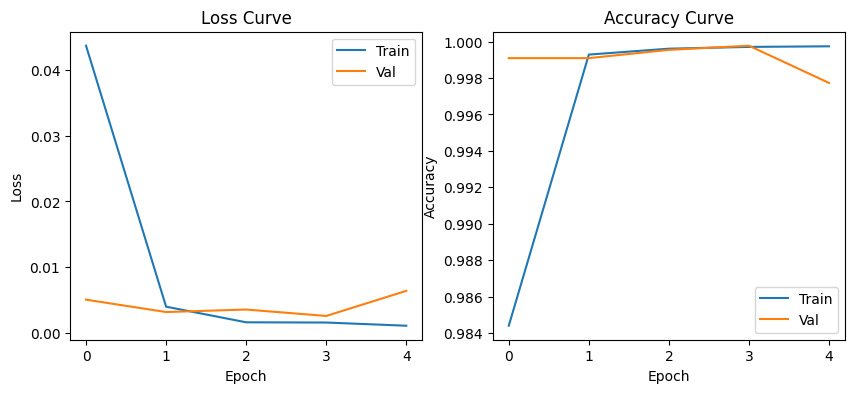 Loss Curve
Train
Val
0.04
0.03
0.02
0.01
0.00
Loss
0 1 2 3 4
Epoch
Accuracy Curve
1.000
0.998
0.996
0.994
0.992
0.990
0.988
0.986
0.984
Accuracy
Train
Val
0 1 2 3 4
Epoch